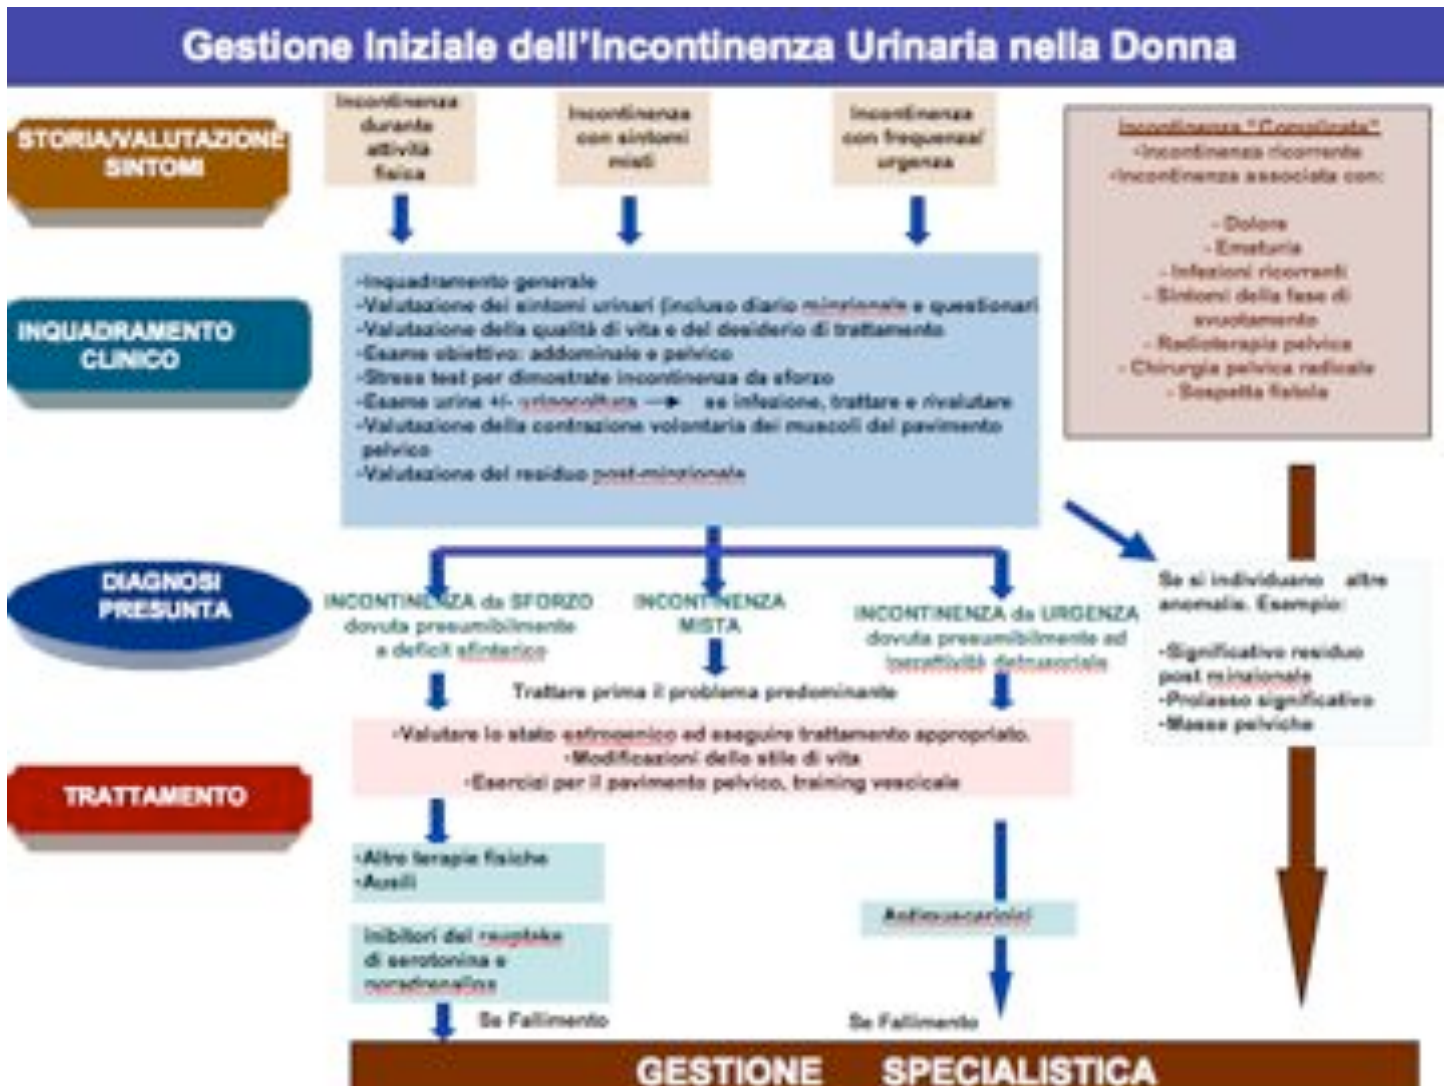 Gestione Iniziale dell'Incontinenza Urinaria nella Donna
STORIA/VALUTAZIONE
SINTOMI
Incontinenza
durante
attività
fisica
Incontinenza
con sintomi
misti
Incontinenza
con frequenza/
urgenza
Incontinenza "Complicata"
•Incontinenza ricorrente
•Incontinenza associata con:
- Dolore
- Ematuria
- Infezioni ricorrenti
- Sintomi della fase di
svuotamento
- Radioterapia pelvica
- Chirurgia pelvica radicale
- Sospetta fistola
INQUADRAMENTO
CLINICO
•Inquadramento generale
•Valutazione dei sintomi urinari (incluso diario minzionale e questionari
•Valutazione della qualità di vita e del desiderio di trattamento
•Esame obiettivo: addominale e pelvico
•Stress test per dimostrate incontinenza da sforzo
•Esame urine +/- urinocoltura → se infezione, trattare e rivalutare
•Valutazione della contrazione volontaria dei muscoli del pavimento
pelvico
•Valutazione del residuo post-minzionale
DIAGNOSI
PRESUNTA
INCONTINENZA da SFORZO
dovuta presumibilmente
a deficit sfinterico
INCONTINENZA
MISTA
INCONTINENZA da URGENZA
dovuta presumibilmente ad
iperattività detrusoriale
Se si individuano altre
anomalie. Esempio:
•Significativo residuo
post minzionale
•Prolasso significativo
•Masse pelviche
Trattare prima il problema predominante
TRATTAMENTO
•Valutare lo stato estrogenico ed eseguire trattamento appropriato.
•Modificazioni dello stile di vita
•Esercizi per il pavimento pelvico, training vescicale
•Altre terapie fisiche
•Ausili
Inibitori del reuptake
di serotonina e
noradrenalina
Antimuscarinici
Se Fallimento
Se Fallimento
GESTIONE SPECIALISTICA